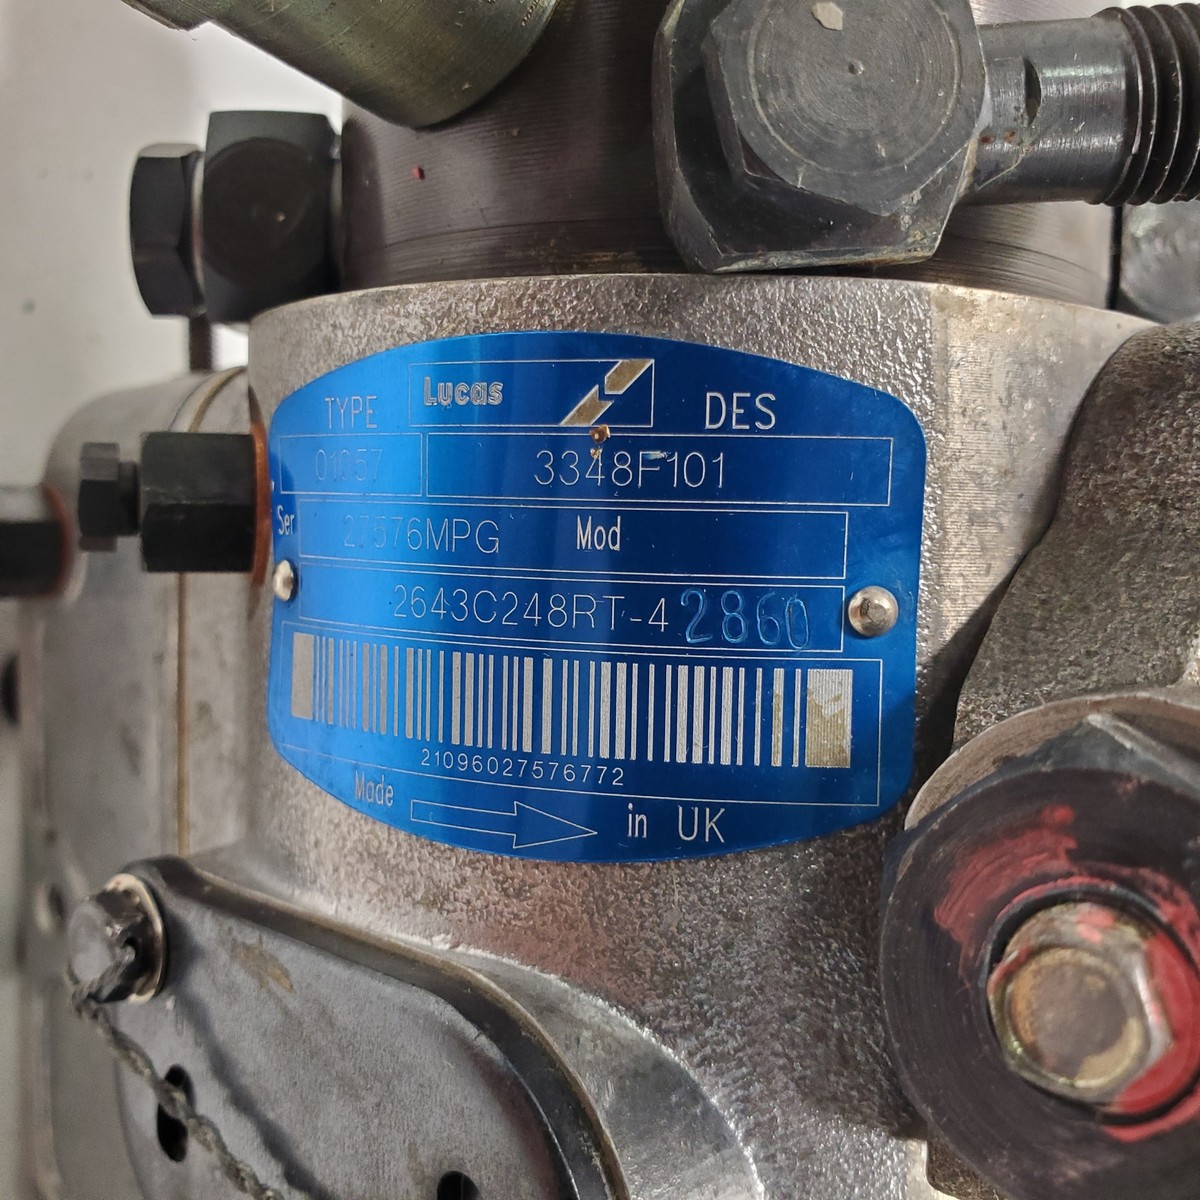 Lucas
TYPE DES
01057 3348F101
Ser 27576MPG Mod
2643C248RT-4 2860
21096027576772
Made in UK